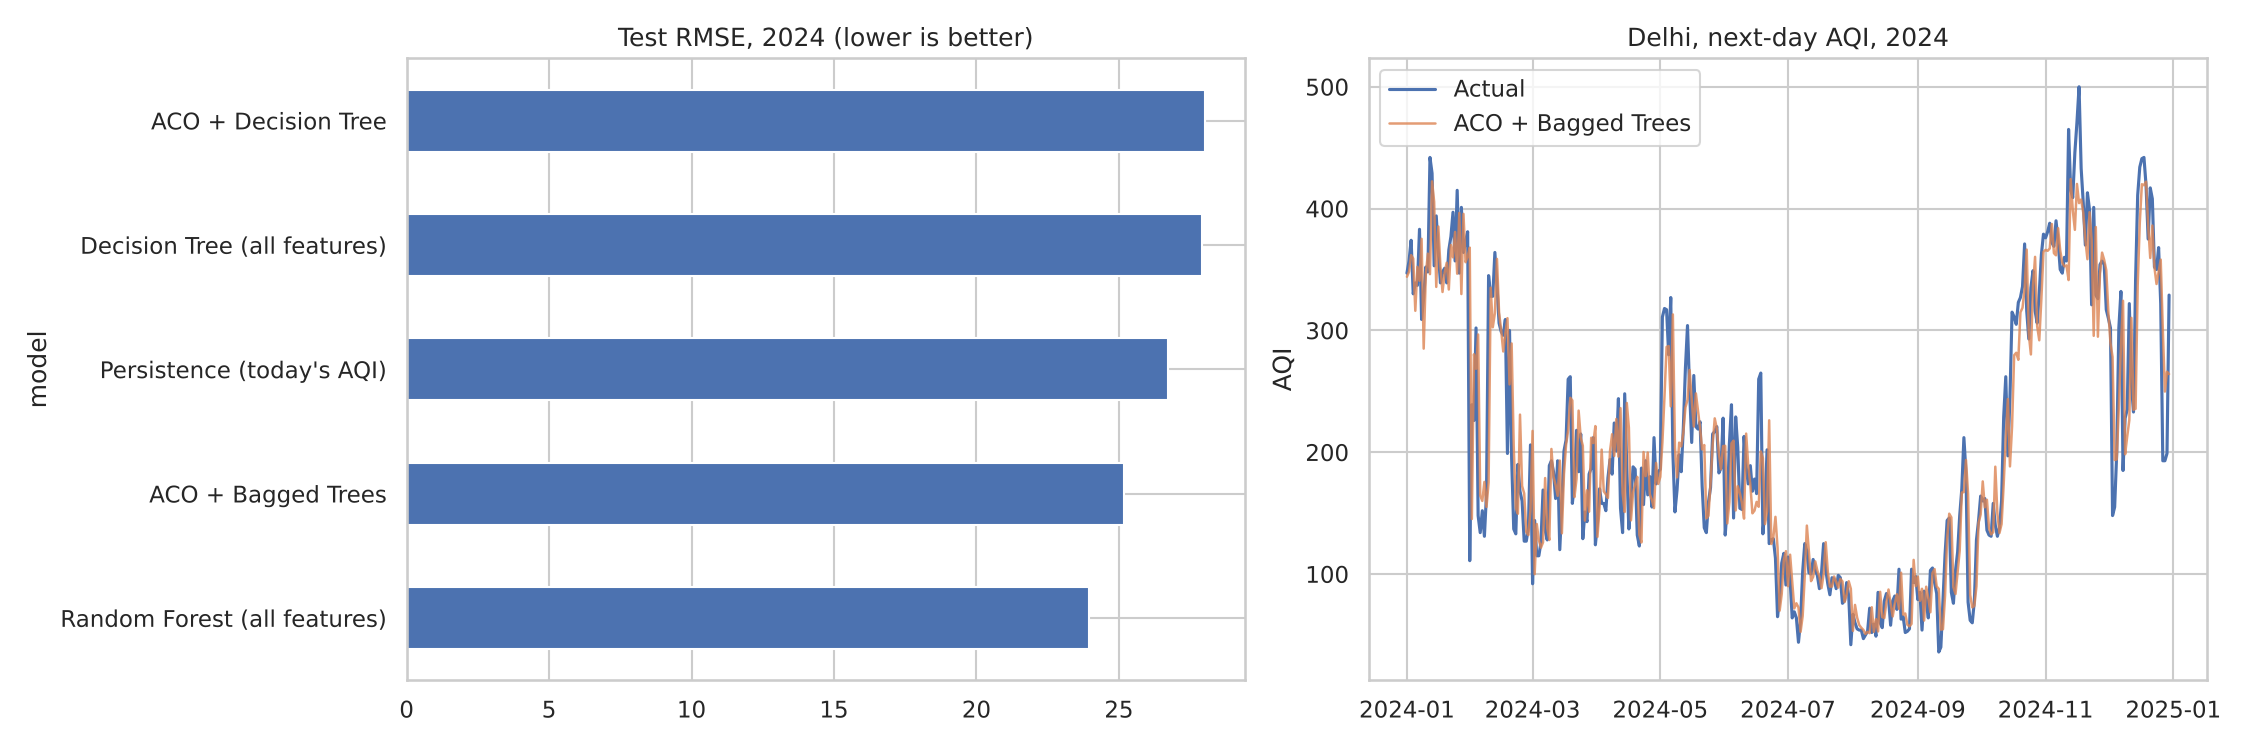 Test RMSE, 2024 (lower is better)
model
ACO + Decision Tree
Decision Tree (all features)
Persistence (today's AQI)
ACO + Bagged Trees
Random Forest (all features)
0 5 10 15 20 25
Delhi, next-day AQI, 2024
Actual
ACO + Bagged Trees
AQI
500
400
300
200
100
2024-01 2024-03 2024-05 2024-07 2024-09 2024-11 2025-01